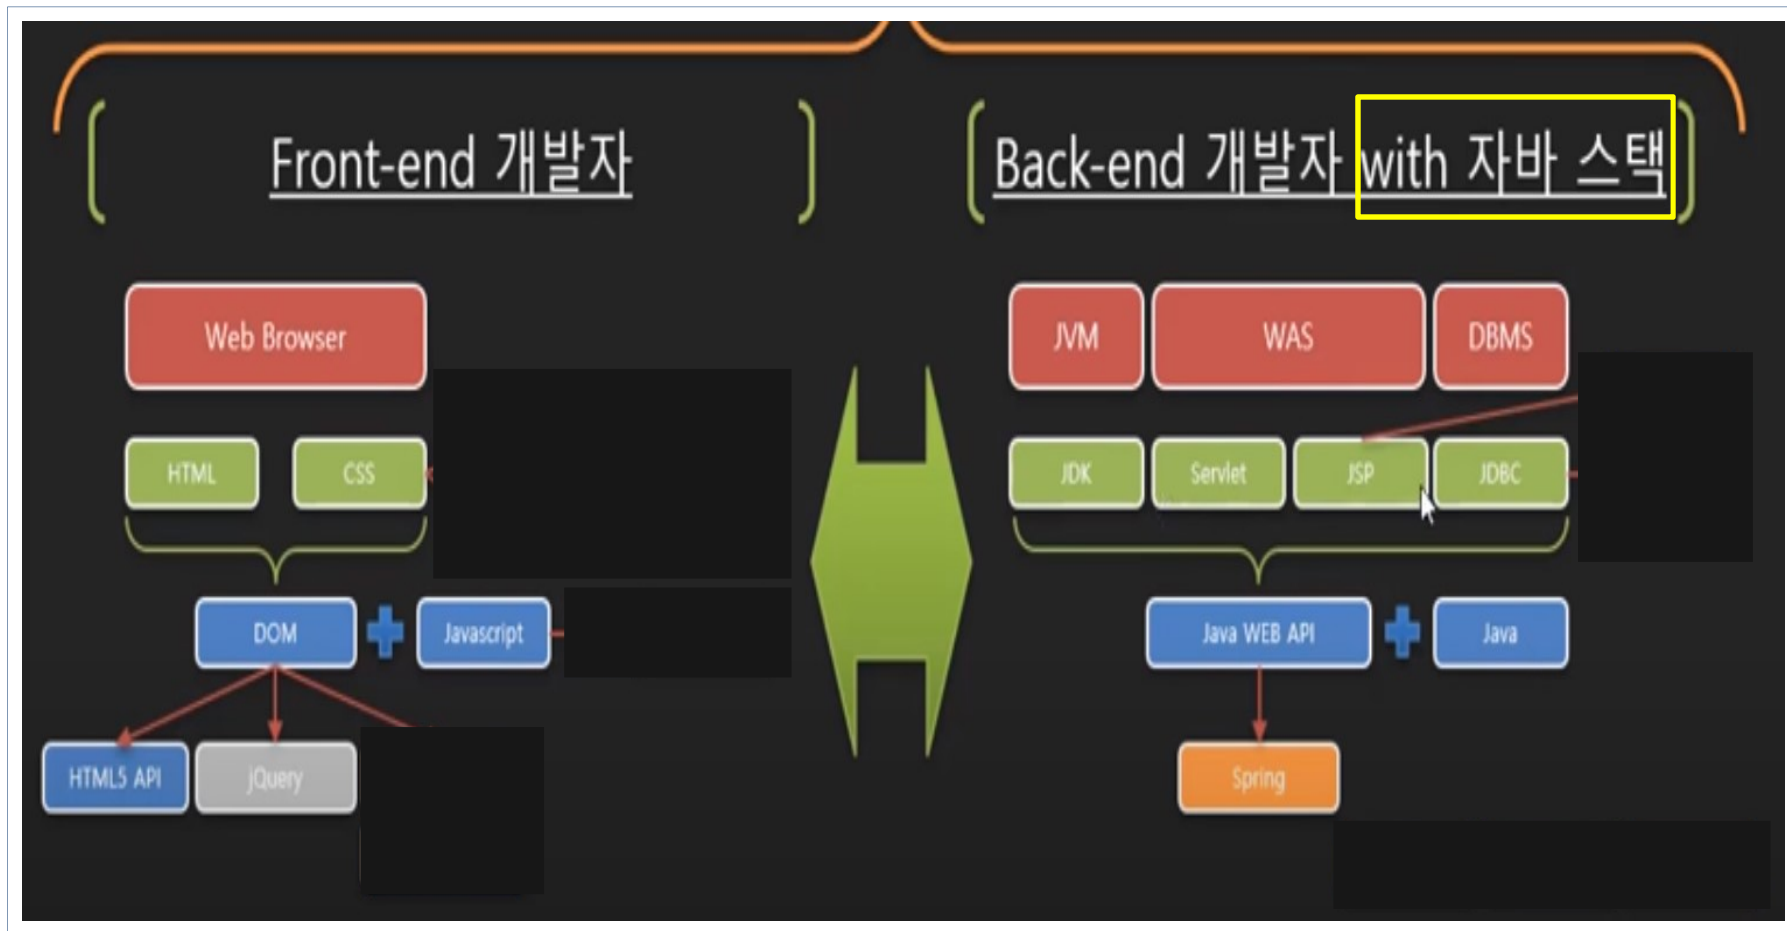 Front-end 개발자
Back-end 개발자 with 자바 스택
Web Browser
HTML
CSS
DOM
Javascript
HTML5 API
jQuery
JVM
WAS
DBMS
JDK
Servlet
JSP
JDBC
Java WEB API
Java
Spring